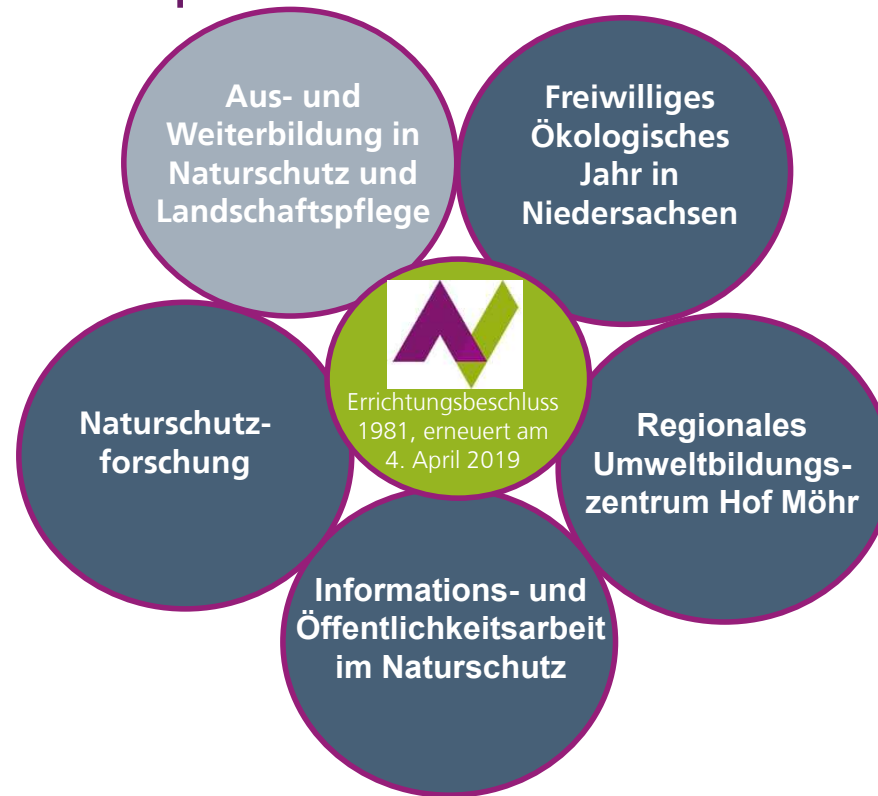 Aus- und
Weiterbildung in
Naturschutz und
Landschaftspflege
Freiwilliges
Ökologisches
Jahr in
Niedersachsen
Errichtungsbeschluss
1981, erneuert am
4. April 2019
Naturschutz-
forschung
Regionales
Umweltbildungs-
zentrum Hof Möhr
Informations- und
Öffentlichkeitsarbeit
im Naturschutz